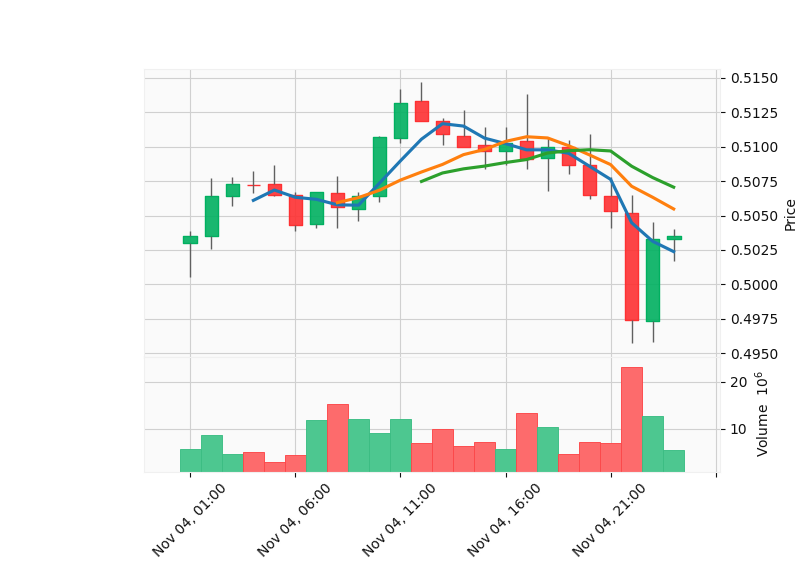 0.5150
0.5125
0.5100
0.5075
0.5050
0.5025
0.5000
0.4975
0.4950
Price
20
10
Volume 10^6
Nov 04, 01:00
Nov 04, 06:00
Nov 04, 11:00
Nov 04, 16:00
Nov 04, 21:00